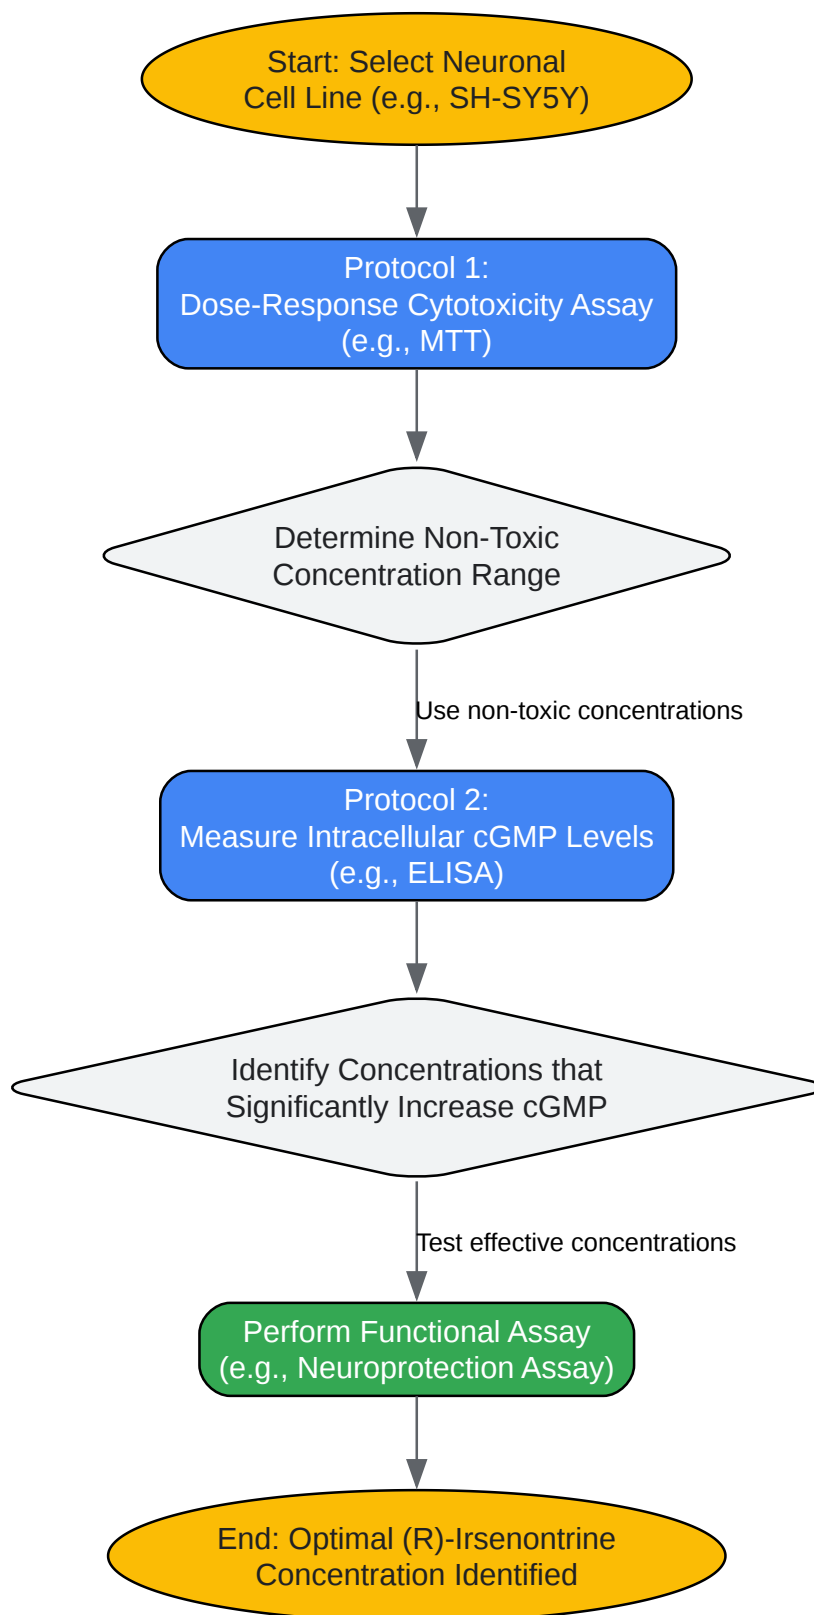 Start: Select Neuronal
Cell Line (e.g., SH-SY5Y)
Protocol 1:
Dose-Response Cytotoxicity Assay
(e.g., MTT)
Determine Non-Toxic
Concentration Range
Use non-toxic concentrations
Protocol 2:
Measure Intracellular cGMP Levels
(e.g., ELISA)
Identify Concentrations that
Significantly Increase cGMP
Test effective concentrations
Perform Functional Assay
(e.g., Neuroprotection Assay)
End: Optimal (R)-Irsenontrine
Concentration Identified